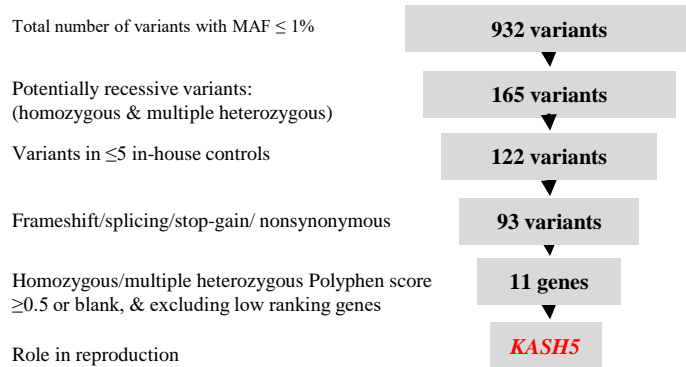 Total number of variants with MAF ≤ 1%
932 variants
Potentially recessive variants:
(homozygous & multiple heterozygous)
165 variants
Variants in ≤5 in-house controls
122 variants
Frameshift/splicing/stop-gain/ nonsynonymous
93 variants
Homozygous/multiple heterozygous Polyphen score
≥0.5 or blank, & excluding low ranking genes
11 genes
Role in reproduction
KASH5